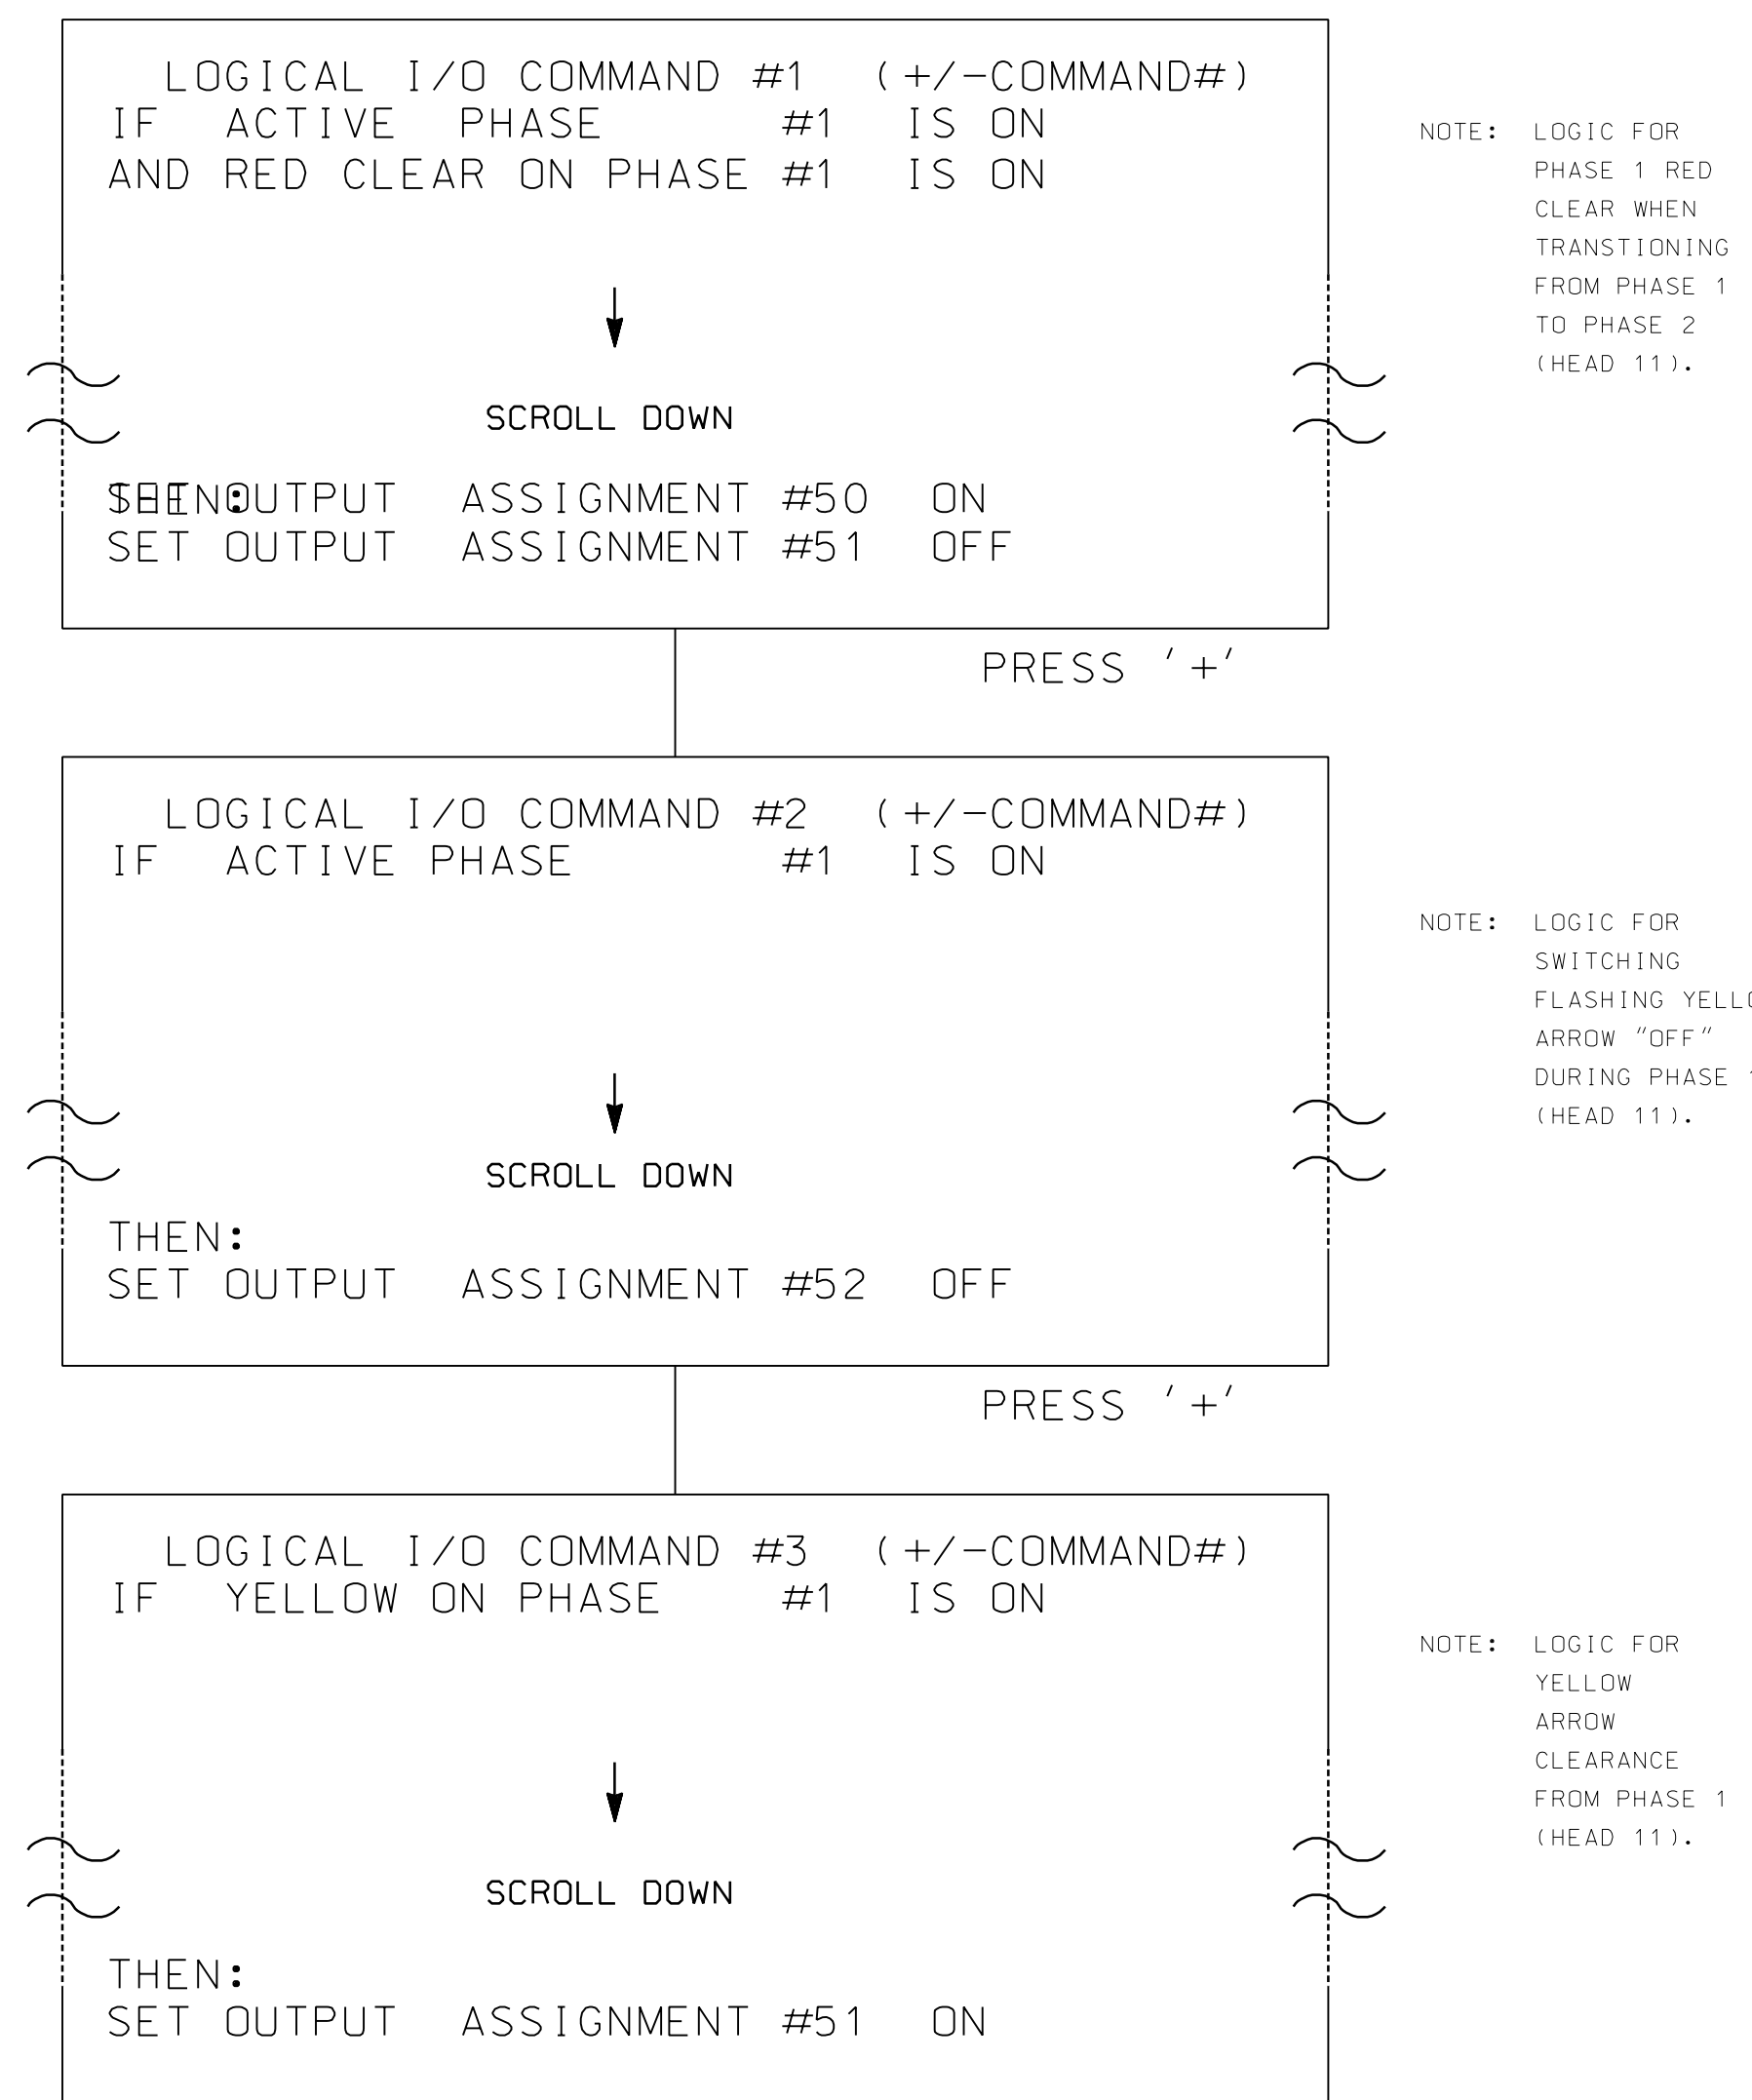 LOGICAL I/O COMMAND #1 (+/-COMMAND#)
IF ACTIVE PHASE #1 IS ON
AND RED CLEAR ON PHASE #1 IS ON
SCROLL DOWN
THEN:
SET OUTPUT ASSIGNMENT #50 ON
SET OUTPUT ASSIGNMENT #51 OFF
NOTE: LOGIC FOR
PHASE 1 RED
CLEAR WHEN
TRANSTIONING
FROM PHASE 1
TO PHASE 2
(HEAD 11).
PRESS '+'
LOGICAL I/O COMMAND #2 (+/-COMMAND#)
IF ACTIVE PHASE #1 IS ON
SCROLL DOWN
THEN:
SET OUTPUT ASSIGNMENT #52 OFF
NOTE: LOGIC FOR
SWITCHING
FLASHING
ARROW "OFF"
DURING PHASE
(HEAD 11).
PRESS '+'
LOGICAL I/O COMMAND #3 (+/-COMMAND#)
IF YELLOW ON PHASE #1 IS ON
SCROLL DOWN
THEN:
SET OUTPUT ASSIGNMENT #51 ON
NOTE: LOGIC FOR
YELLOW
ARROW
CLEARANCE
FROM PHASE 1
(HEAD 11).